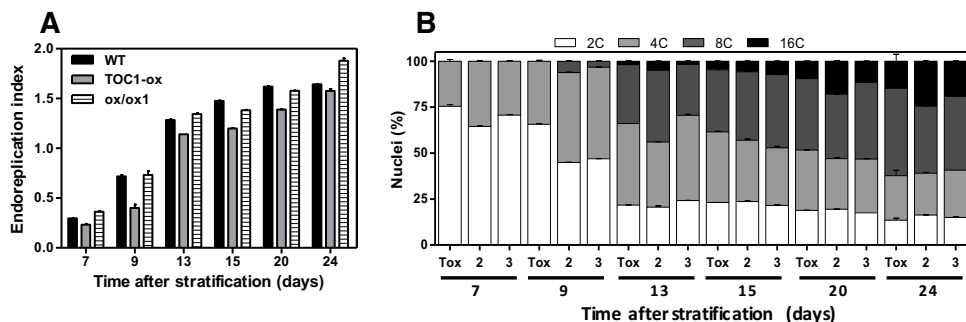 A
Endoreplication index
2.0
1.5
1.0
0.5
0.0
WT
TOC1-ox
ox/ox1
7 9 13 15 20 24
Time after stratification (days)
B
2C 4C 8C 16C
Nuclei (%)
100
75
50
25
0
Tox 2 3 Tox 2 3 Tox 2 3 Tox 2 3 Tox 2 3 Tox 2 3
7 9 13 15 20 24
Time after stratification (days)